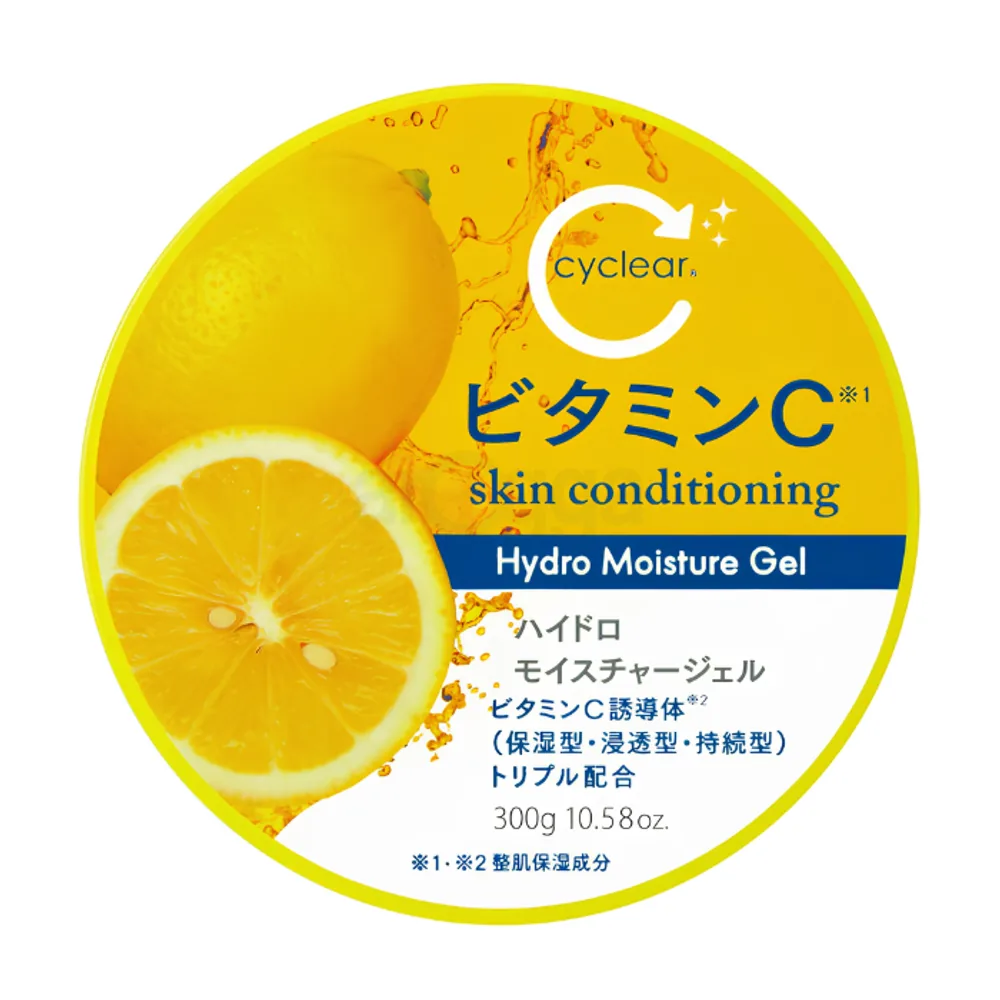 cyclear®
ビタミンC※1
skin conditioning
Hydro Moisture Gel
ハイドロ
モイスチャージェル
ビタミンC誘導体※2
(保湿型・浸透型・持続型)
トリプル配合
300g 10.58oz.
※1・※2 整肌保湿成分